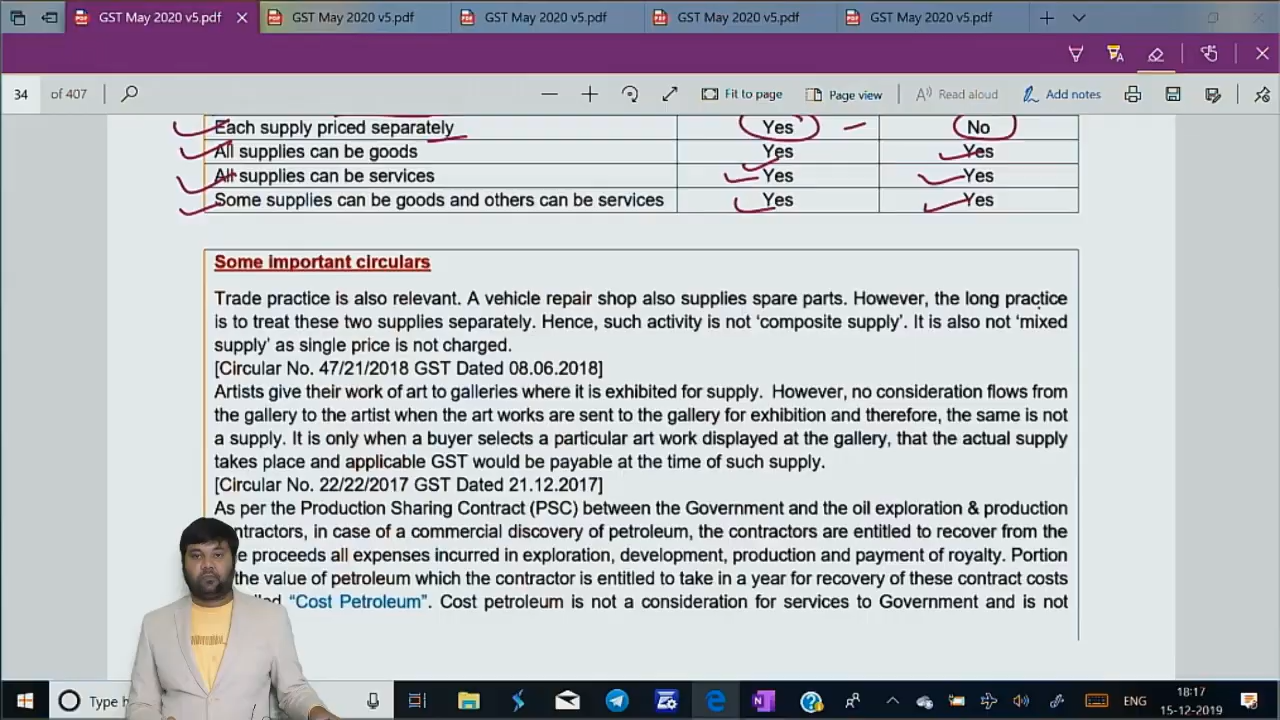 GST May 2020 v5.pdf GST May 2020 v5.pdf GST May 2020 v5.pdf GST May 2020 v5.pdf GST May 2020 v5.pdf
34 of 407 Fit to page Page view Read aloud Add notes
Each supply priced separately Yes No
All supplies can be goods Yes Yes
All supplies can be services Yes Yes
Some supplies can be goods and others can be services Yes Yes
Some important circulars
Trade practice is also relevant. A vehicle repair shop also supplies spare parts. However, the long practice
is to treat these two supplies separately. Hence, such activity is not ‘composite supply’. It is also not ‘mixed
supply’ as single price is not charged.
[Circular No. 47/21/2018 GST Dated 08.06.2018]
Artists give their work of art to galleries where it is exhibited for supply. However, no consideration flows from
the gallery to the artist when the art works are sent to the gallery for exhibition and therefore, the same is not
a supply. It is only when a buyer selects a particular art work displayed at the gallery, that the actual supply
takes place and applicable GST would be payable at the time of such supply.
[Circular No. 22/22/2017 GST Dated 21.12.2017]
As per the Production Sharing Contract (PSC) between the Government and the oil exploration & production
ntractors, in case of a commercial discovery of petroleum, the contractors are entitled to recover from the
e proceeds all expenses incurred in exploration, development, production and payment of royalty. Portion
the value of petroleum which the contractor is entitled to take in a year for recovery of these contract costs
“Cost Petroleum”. Cost petroleum is not a consideration for services to Government and is not
Type ENG 18:17
15-12-2019